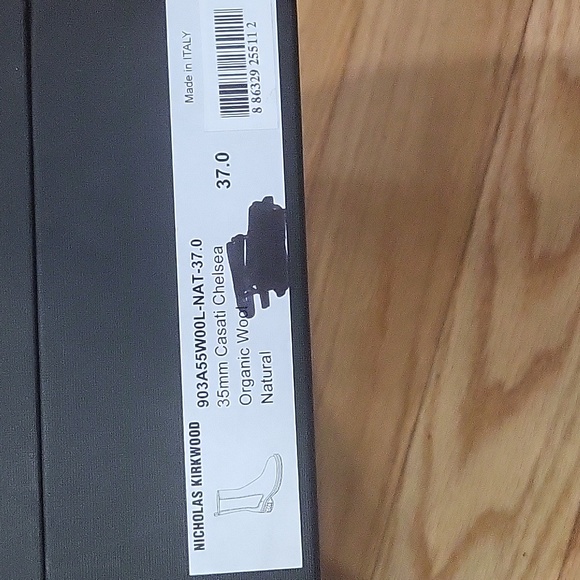 NICHOLAS KIRKWOOD
903A55W00L-NAT-37.0
35mm Casati Chelsea
37.0
Organic Wool
Natural
Made in ITALY
8 86329 25511 2